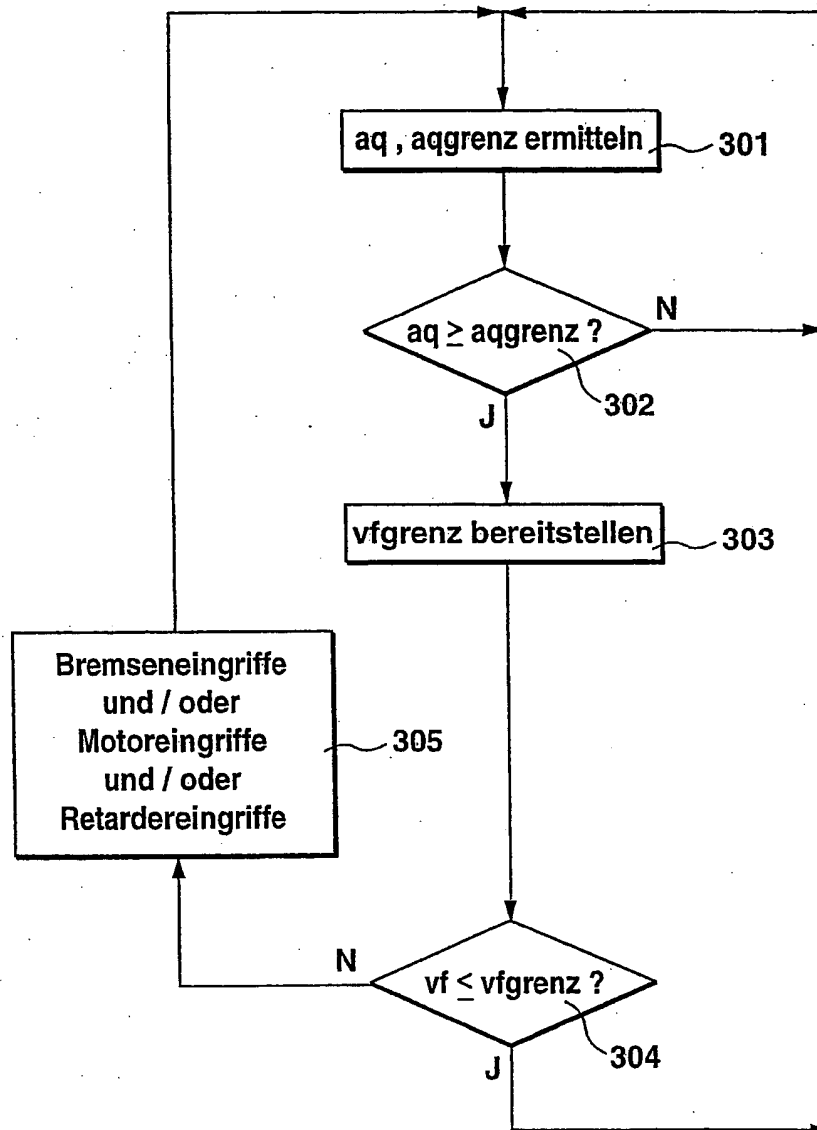 aq , aqgrenz ermitteln
301
aq ≥ aqgrenz ?
N
302
J
vfgrenz bereitstellen
303
Bremseneingriffe
und / oder
Motoreingriffe
und / oder
Retardereingriffe
305
N
vf ≤ vfgrenz ?
304
J